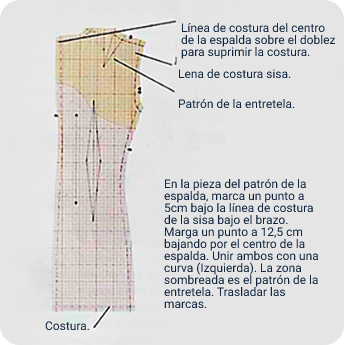 Línea de costura del centro
de la espalda sobre el doblez
para suprimir la costura.
Lena de costura sisa.
Patrón de la entretela.
En la pieza del patrón de la
espalda, marca un punto a
5cm bajo la línea de costura
de la sisa bajo el brazo.
Marga un punto a 12,5 cm
bajando por el centro de la
espalda. Unir ambos con una
curva (Izquierda). La zona
sombreada es el patrón de la
entretela. Trasladar las
marcas.
Costura.